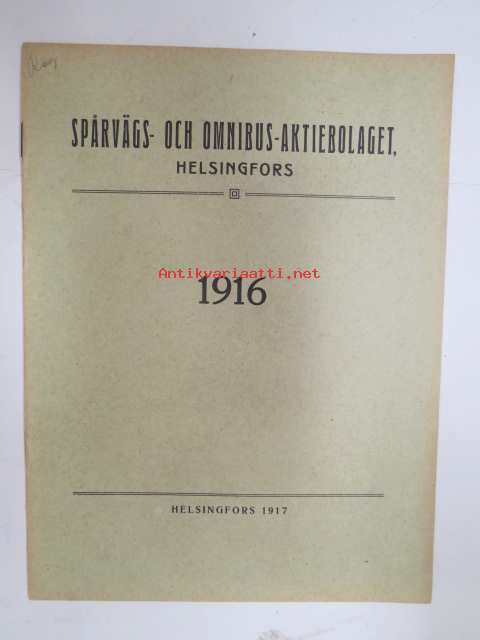 SPÅRVÄGS- OCH OMNIBUS-AKTIEBOLAGET,
HELSINGFORS
Antikvariaatti.net
1916
HELSINGFORS 1917